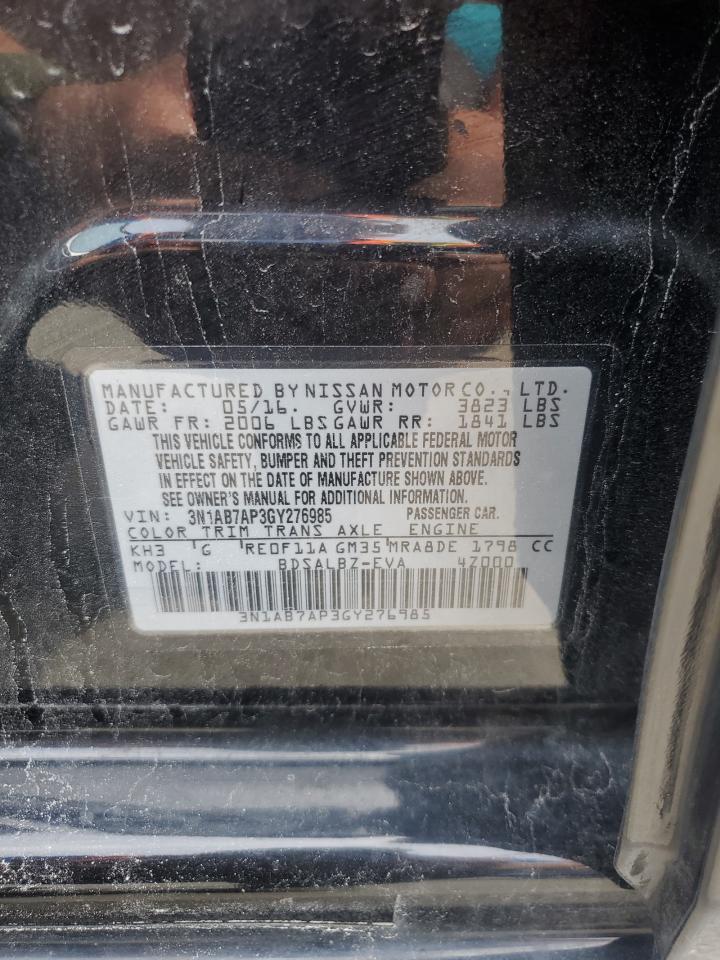 MANUFACTURED BY NISSAN MOTOR CO., LTD.
DATE: 05/16. GVWR: 3823 LBS
GAWR FR: 2006 LBS GAWR RR: 1841 LBS
THIS VEHICLE CONFORMS TO ALL APPLICABLE FEDERAL MOTOR
VEHICLE SAFETY, BUMPER AND THEFT PREVENTION STANDARDS
IN EFFECT ON THE DATE OF MANUFACTURE SHOWN ABOVE.
SEE OWNER'S MANUAL FOR ADDITIONAL INFORMATION.
VIN: 3N1AB7AP3GY276985 PASSENGER CAR.
COLOR TRIM TRANS AXLE ENGINE
KH3 G RE0F11A GM35 MRA8DE 1798 CC
MODEL: BDSALBZ-EVA 4Z000
3N1AB7AP3GY276985